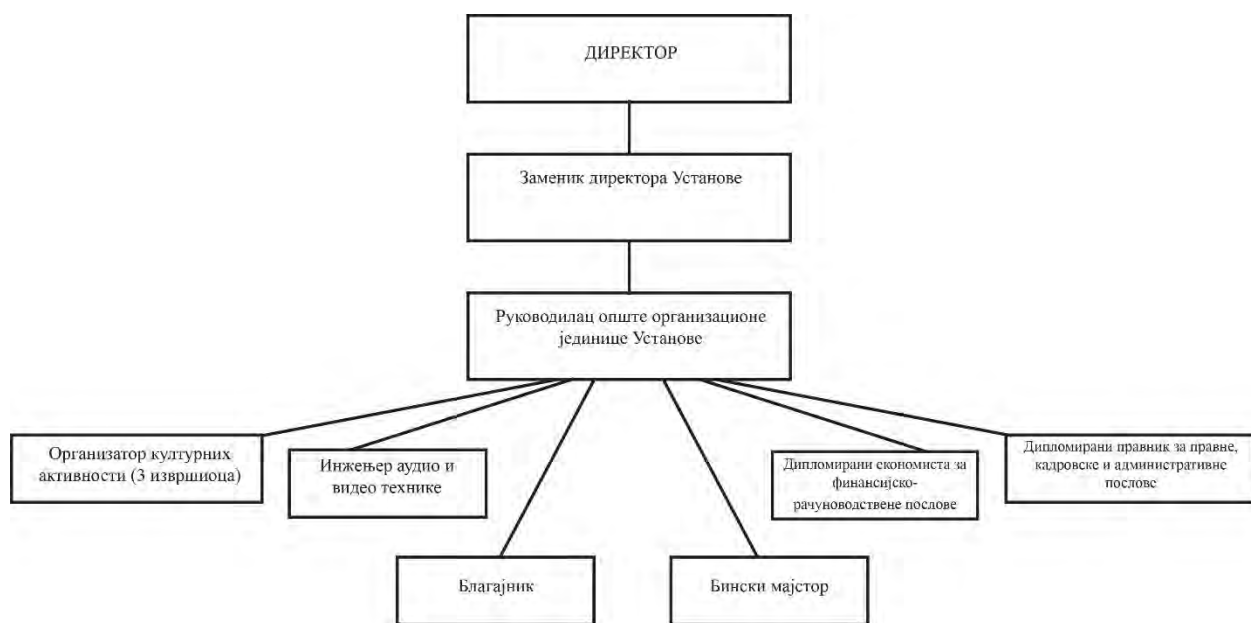 ДИРЕКТОР
Заменик директора Установе
Руководилац опште организационе
јединице Установе
Организатор културних
активности (3 извршиоца)
Инжењер аудио и
видео технике
Дипломирани економиста за
финансијско-
рачуноводствене послове
Дипломирани правник за правне,
кадровске и административне
послове
Благајник
Бински мајстор